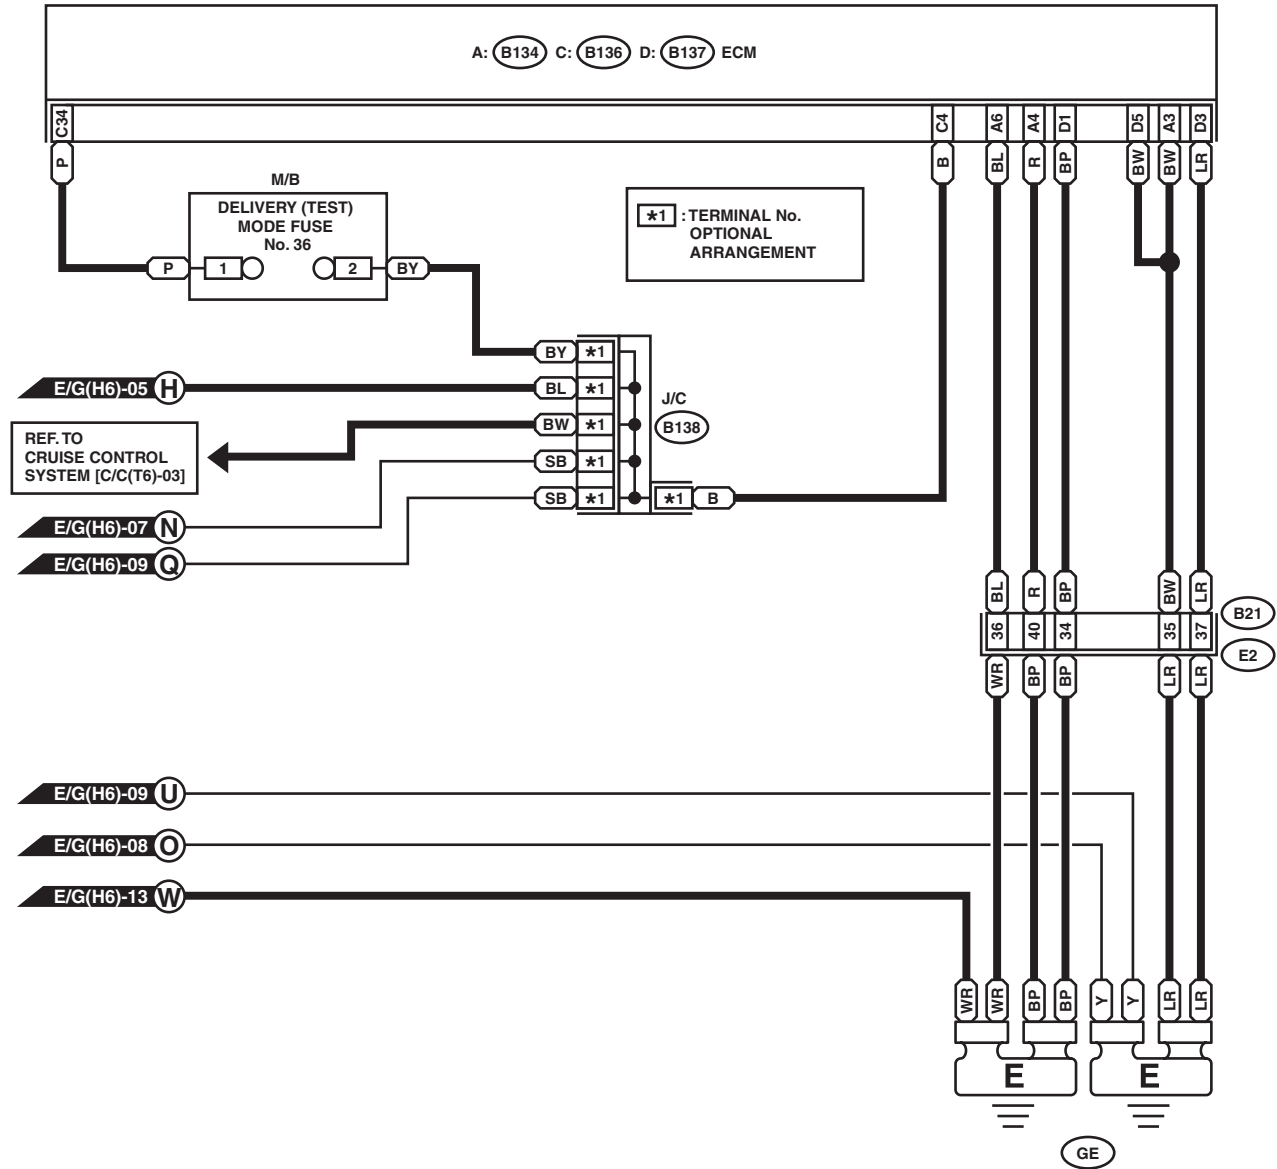 A: B134 C: B136 D: B137 ECM
C34 C4 A6 A4 D1 D5 A3 D3
P B BL R BP BW BW LR
M/B
DELIVERY (TEST)
MODE FUSE
No. 36
P 1 2 BY
*1 : TERMINAL No.
OPTIONAL
ARRANGEMENT
BY *1
E/G(H6)-05 H BL *1
J/C
B138
BW *1
REF. TO
CRUISE CONTROL
SYSTEM [C/C(T6)-03]
SB *1
SB *1 *1 B
E/G(H6)-07 N
E/G(H6)-09 Q
BL R BP BW LR
B21
36 40 34 35 37
E2
WR BP BP LR LR
E/G(H6)-09 U
E/G(H6)-08 O
E/G(H6)-13 W
WR WR BP BP Y Y LR LR
E E
GE